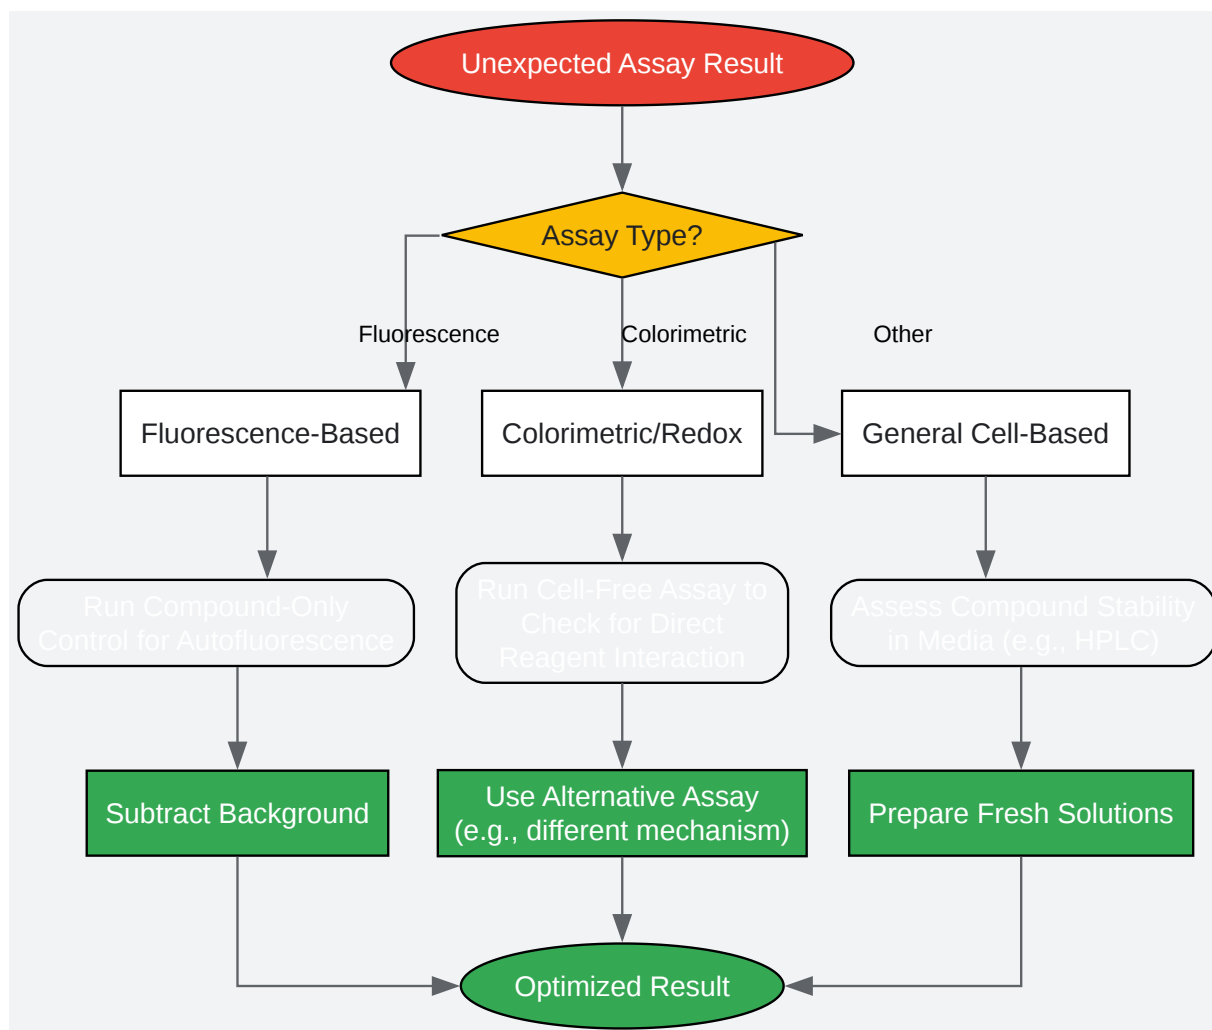 Unexpected Assay Result
Assay Type?
Fluorescence
Colorimetric
Other
Fluorescence-Based
Colorimetric/Redox
General Cell-Based
Run Compound-Only
Control for Autofluorescence
Run Cell-Free Assay to
Check for Direct
Reagent Interaction
Assess Compound Stability
in Media (e.g., HPLC)
Subtract Background
Use Alternative Assay
(e.g., different mechanism)
Prepare Fresh Solutions
Optimized Result